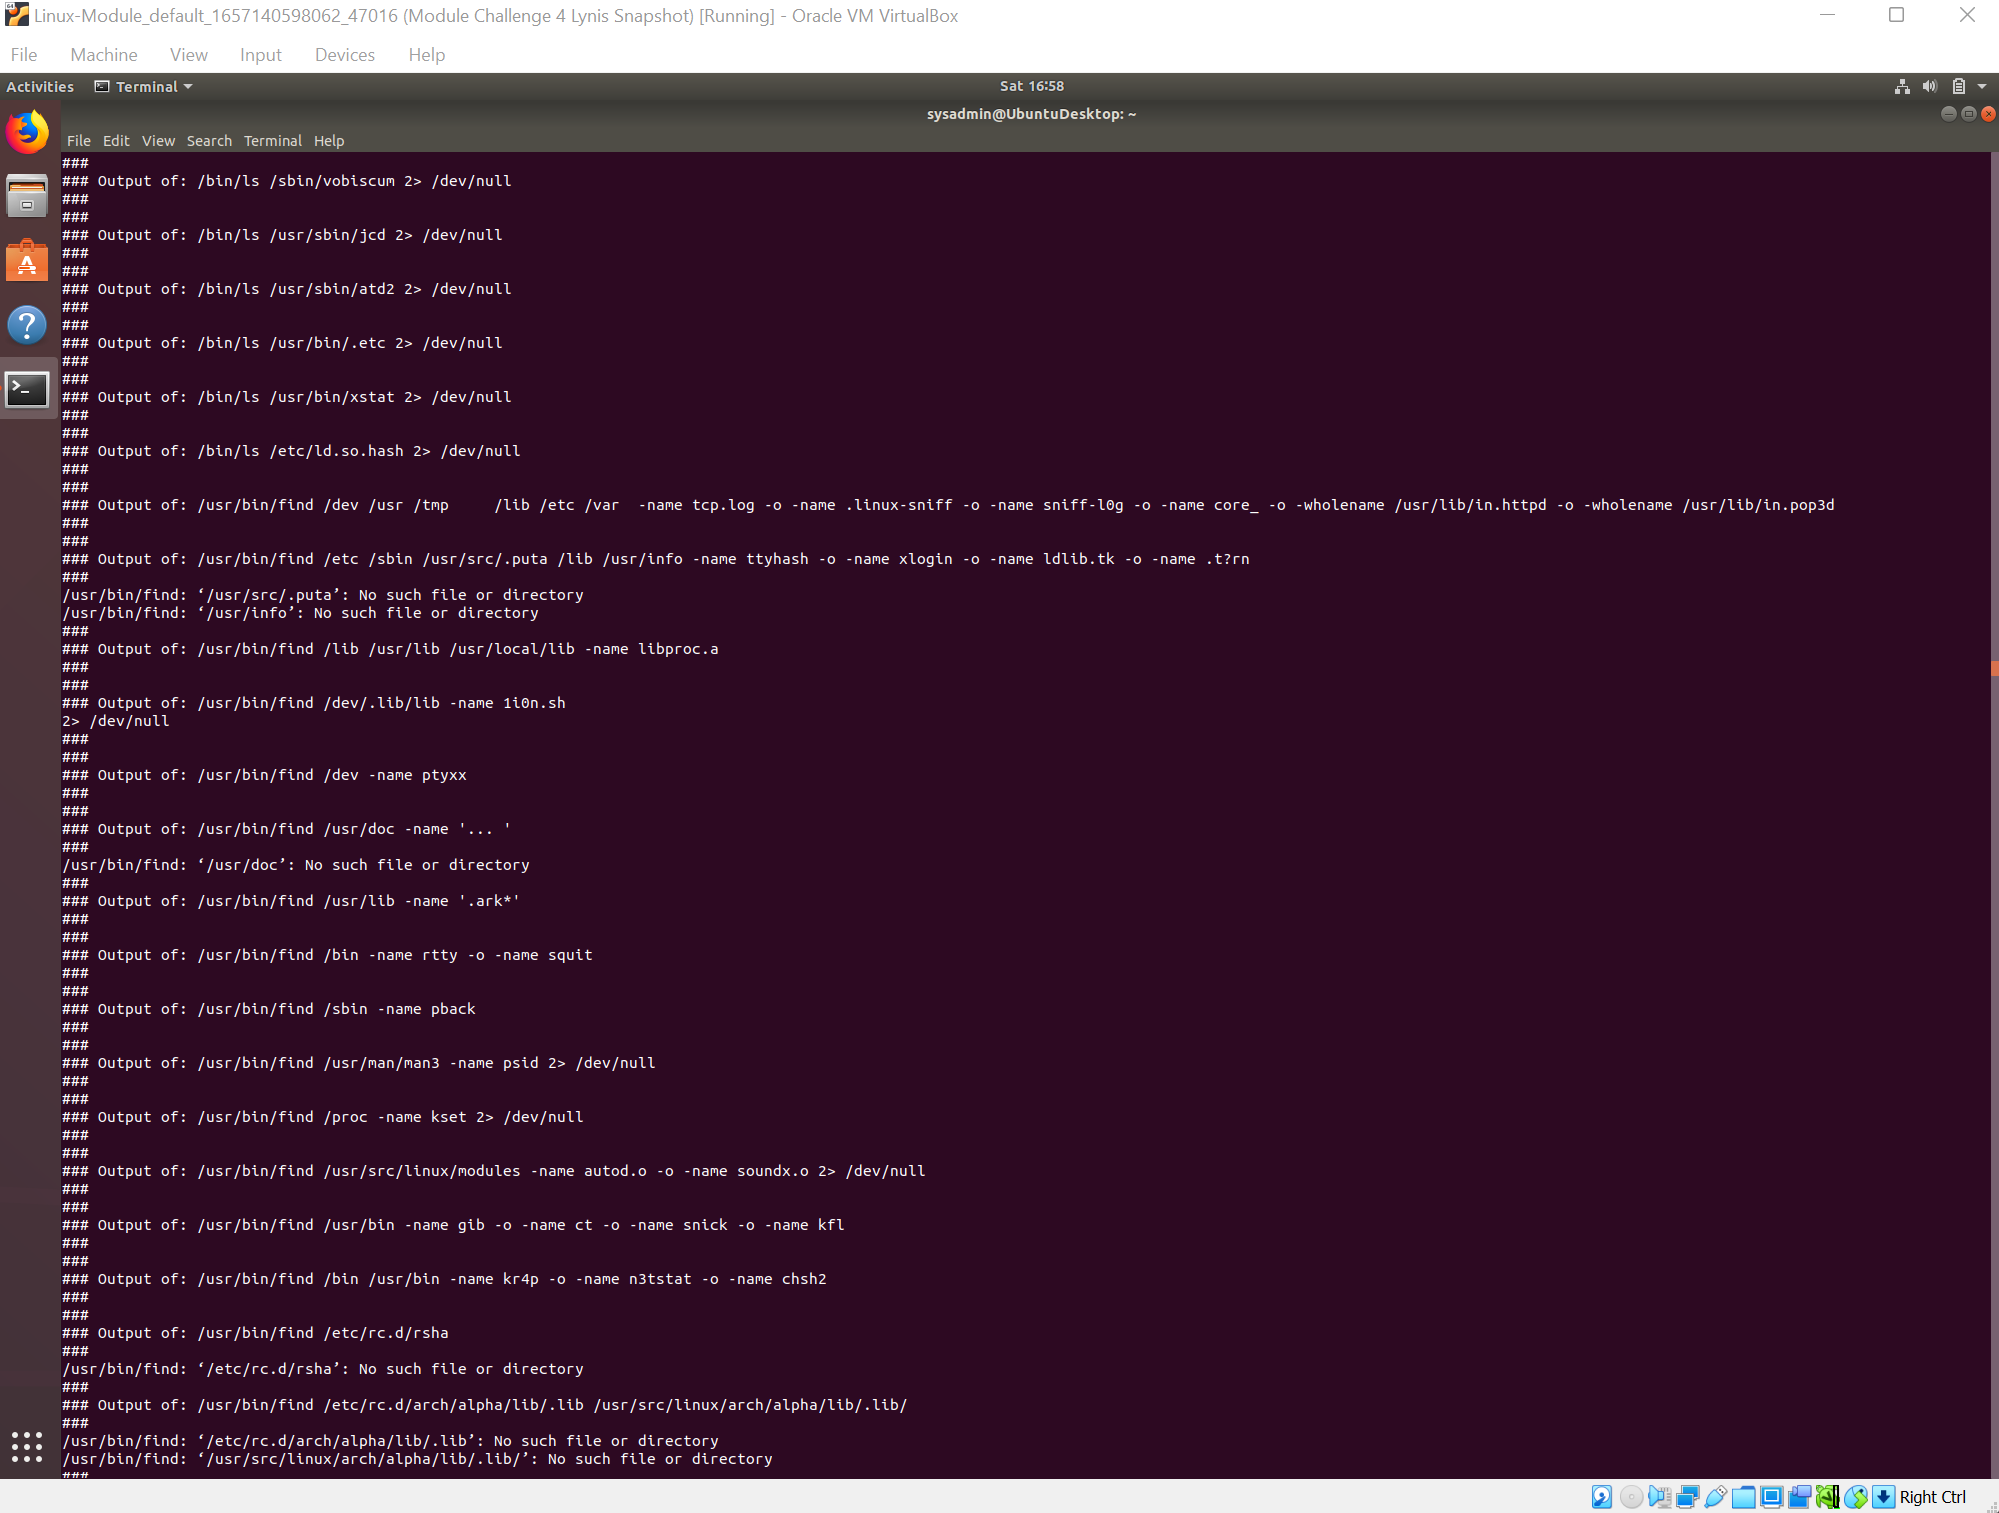 Linux-Module_default_1657140598062_47016 (Module Challenge 4 Lynis Snapshot) [Running] - Oracle VM VirtualBox
File Machine View Input Devices Help
Activities Terminal Sat 16:58
sysadmin@UbuntuDesktop: ~
File Edit View Search Terminal Help
###
### Output of: /bin/ls /sbin/vobiscum 2> /dev/null
###
###
### Output of: /bin/ls /usr/sbin/jcd 2> /dev/null
###
###
### Output of: /bin/ls /usr/sbin/atd2 2> /dev/null
###
###
### Output of: /bin/ls /usr/bin/.etc 2> /dev/null
###
###
### Output of: /bin/ls /usr/bin/xstat 2> /dev/null
###
###
### Output of: /bin/ls /etc/ld.so.hash 2> /dev/null
###
###
### Output of: /usr/bin/find /dev /usr /tmp     /lib /etc /var  -name tcp.log -o -name .linux-sniff -o -name sniff-l0g -o -name core_ -o -wholename /usr/lib/in.httpd -o -wholename /usr/lib/in.pop3d
###
###
### Output of: /usr/bin/find /etc /sbin /usr/src/.puta /lib /usr/info -name ttyhash -o -name xlogin -o -name ldlib.tk -o -name .t?rn
###
/usr/bin/find: ‘/usr/src/.puta’: No such file or directory
/usr/bin/find: ‘/usr/info’: No such file or directory
###
### Output of: /usr/bin/find /lib /usr/lib /usr/local/lib -name libproc.a
###
###
### Output of: /usr/bin/find /dev/.lib/lib -name 1i0n.sh
2> /dev/null
###
###
### Output of: /usr/bin/find /dev -name ptyxx
###
###
### Output of: /usr/bin/find /usr/doc -name '... '
###
/usr/bin/find: ‘/usr/doc’: No such file or directory
###
### Output of: /usr/bin/find /usr/lib -name '.ark*'
###
###
### Output of: /usr/bin/find /bin -name rtty -o -name squit
###
###
### Output of: /usr/bin/find /sbin -name pback
###
###
### Output of: /usr/bin/find /usr/man/man3 -name psid 2> /dev/null
###
###
### Output of: /usr/bin/find /proc -name kset 2> /dev/null
###
###
### Output of: /usr/bin/find /usr/src/linux/modules -name autod.o -o -name soundx.o 2> /dev/null
###
###
### Output of: /usr/bin/find /usr/bin -name gib -o -name ct -o -name snick -o -name kfl
###
###
### Output of: /usr/bin/find /bin /usr/bin -name kr4p -o -name n3tstat -o -name chsh2
###
###
### Output of: /usr/bin/find /etc/rc.d/rsha
###
/usr/bin/find: ‘/etc/rc.d/rsha’: No such file or directory
###
### Output of: /usr/bin/find /etc/rc.d/arch/alpha/lib/.lib /usr/src/linux/arch/alpha/lib/.lib/
###
/usr/bin/find: ‘/etc/rc.d/arch/alpha/lib/.lib’: No such file or directory
/usr/bin/find: ‘/usr/src/linux/arch/alpha/lib/.lib/’: No such file or directory
###
Right Ctrl